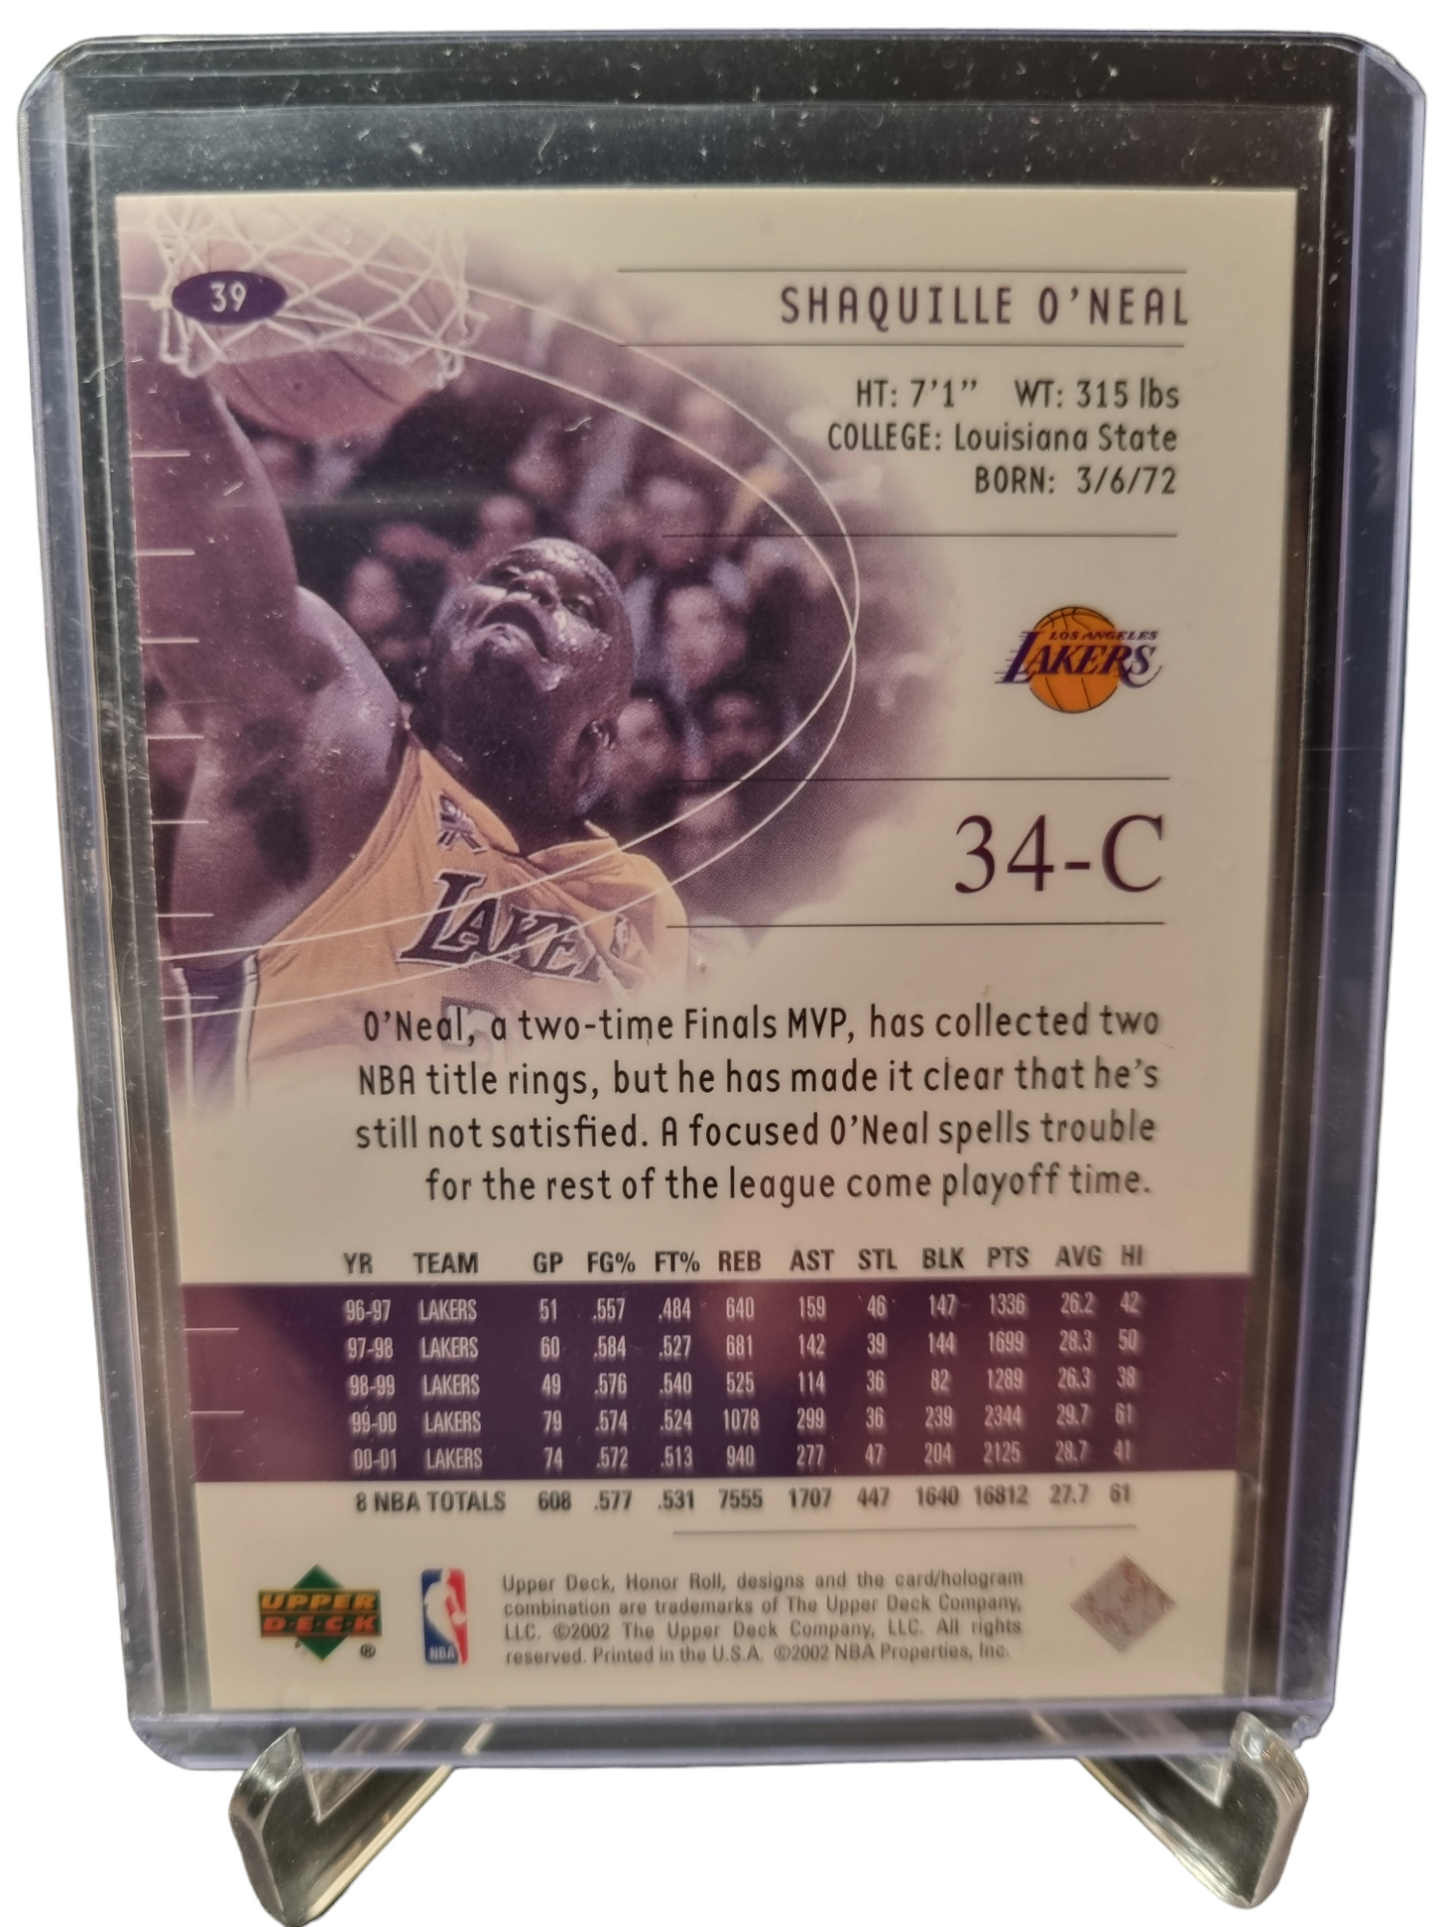 39
SHAQUILLE O'NEAL
HT: 7'1" WT: 315 lbs
COLLEGE: Louisiana State
BORN: 3/6/72
LOS ANGELES
LAKERS
34-C
LAKERS
O'Neal, a two-time Finals MVP, has collected two
NBA title rings, but he has made it clear that he's
still not satisfied. A focused O'Neal spells trouble
for the rest of the league come playoff time.
YR TEAM GP FG% FT% REB AST STL BLK PTS AVG HI
96-97 LAKERS 51 .557 .484 640 159 46 147 1336 26.2 42
97-98 LAKERS 60 .584 .527 681 142 39 144 1699 28.3 50
98-99 LAKERS 49 .576 .540 525 114 36 82 1289 26.3 38
99-00 LAKERS 79 .574 .524 1078 299 36 239 2344 29.7 61
00-01 LAKERS 74 .572 .513 940 277 47 204 2125 28.7 41
8 NBA TOTALS 608 .577 .531 7555 1707 447 1640 16812 27.7 61
UPPER
D·E·C·K
®
NBA
Upper Deck, Honor Roll, designs and the card/hologram
combination are trademarks of The Upper Deck Company,
LLC. ©2002 The Upper Deck Company, LLC. All rights
reserved. Printed in the U.S.A. ©2002 NBA Properties, Inc.